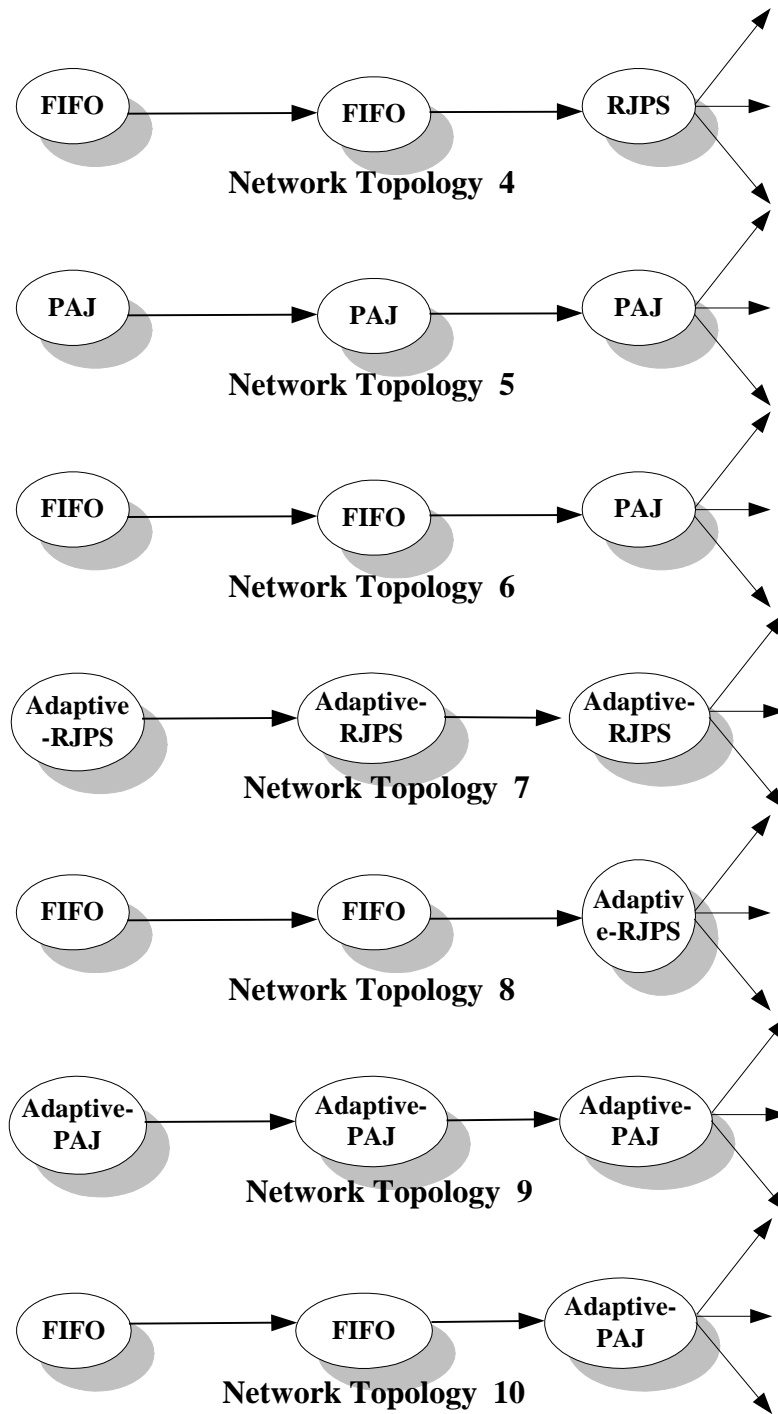 FIFO FIFO RJPS
Network Topology 4
PAJ PAJ PAJ
Network Topology 5
FIFO FIFO PAJ
Network Topology 6
Adaptive Adaptive- Adaptive-
-RJPS RJPS RJPS
Network Topology 7
FIFO FIFO Adaptiv
e-RJPS
Network Topology 8
Adaptive- Adaptive- Adaptive-
PAJ PAJ PAJ
Network Topology 9
FIFO FIFO Adaptive-
PAJ
Network Topology 10